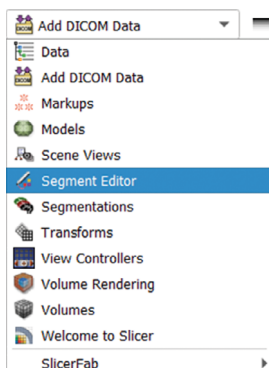 Add DICOM Data
Data
Add DICOM Data
Markups
Models
Scene Views
Segment Editor
Segmentations
Transforms
View Controllers
Volume Rendering
Volumes
Welcome to Slicer
SlicerFab